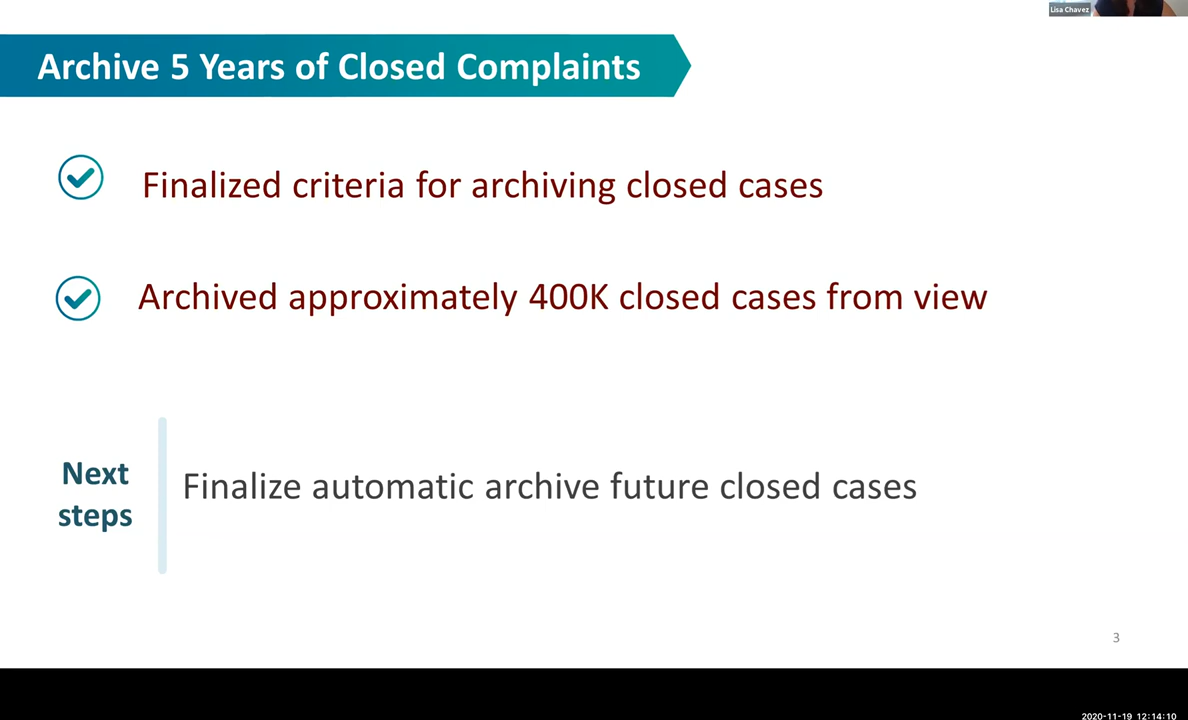 Lisa Chavez
Archive 5 Years of Closed Complaints
Finalized criteria for archiving closed cases
Archived approximately 400K closed cases from view
Next
steps
Finalize automatic archive future closed cases
3
2020-11-19 12:14:10